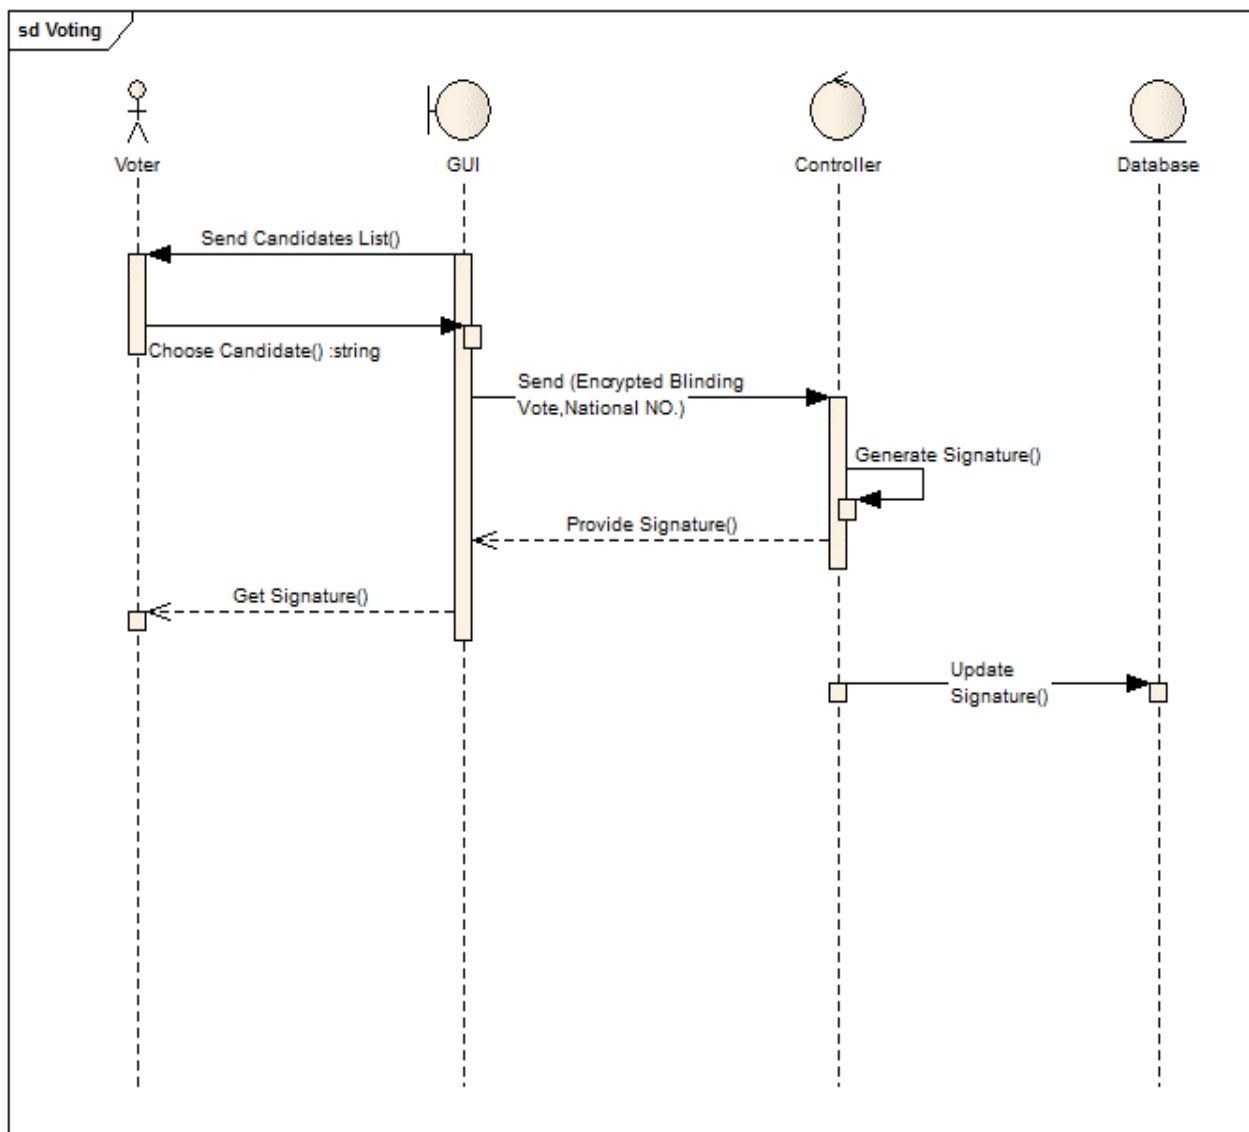 sd Voting
Voter
GUI
Controller
Database
Send Candidates List()
Choose Candidate() :string
Send (Encrypted Blinding
Vote,National NO.)
Generate Signature()
Provide Signature()
Get Signature()
Update
Signature()